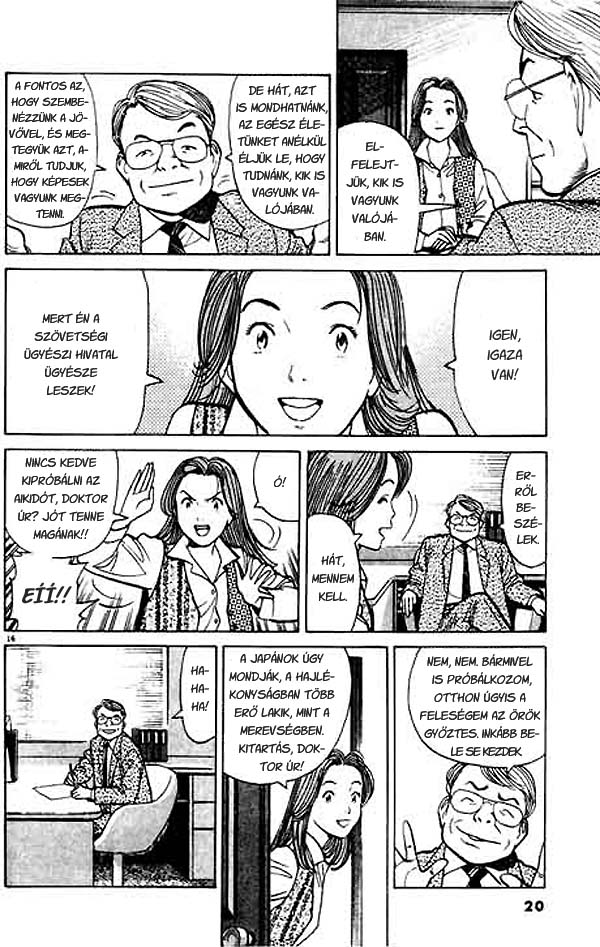 EL-
FELEJT-
JÜK, KIK IS
VAGYUNK
VALÓJÁ-
BAN.
DE HÁT, AZT
IS MONDHATNÁNK,
AZ EGÉSZ ÉLE-
TÜNKET ANÉLKÜL
ÉLJÜK LE, HOGY
TUDNÁNK, KIK IS
VAGYUNK VA-
LÓJÁBAN.
A FONTOS AZ,
HOGY SZEMBE-
NÉZZÜNK A JÖ-
VŐVEL, ÉS MEG-
TEGYÜK AZT, A-
MIRŐL TUDJUK,
HOGY KÉPESEK
VAGYUNK MEG-
TENNI.
IGEN,
IGAZA
VAN!
MERT ÉN A
SZÖVETSÉGI
ÜGYÉSZI HIVATAL
ÜGYÉSZE
LESZEK!
ER-
RŐL
BE-
SZÉ-
LEK.
HÁT,
MENNEM
KELL.
Ó!
NINCS KEDVE
KIPRÓBÁLNI AZ
AIKIDÓT, DOKTOR
ÚR? JÓT TENNE
MAGÁNAK!!
EÍÍ!!
16
NEM, NEM. BÁRMIVEL
IS PRÓBÁLKOZOM,
OTTHON ÚGYIS A
FELESÉGEM AZ ÖRÖK
GYŐZTES. INKÁBB BE-
LE SE KEZDEK.
A JAPÁNOK ÚGY
MONDJÁK, A HAJLÉ-
KONYSÁGBAN TÖBB
ERŐ LAKIK, MINT A
MEREVSÉGBEN.
KITARTÁS, DOK-
TOR ÚR!
HA-
HA-
HA!
20